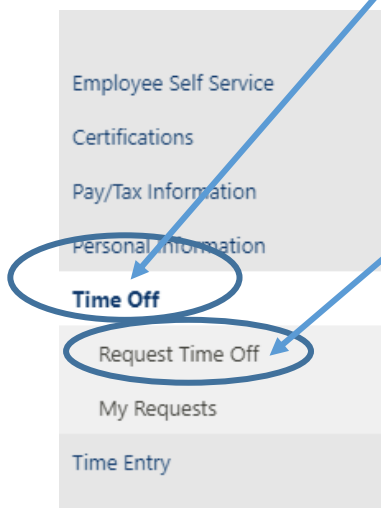 Employee Self Service
Certifications
Pay/Tax Information
Personal Information
Time Off
Request Time Off
My Requests
Time Entry